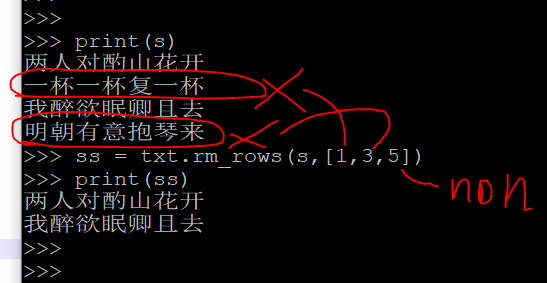 >>>
>>>
>>> print(s)
两人对酌山花开
一杯一杯复一杯
我醉欲眠卿且去
明朝有意抱琴来
>>> ss = txt.rm_rows(s,[1,3,5])
non
>>> print(ss)
两人对酌山花开
我醉欲眠卿且去
>>>
>>>